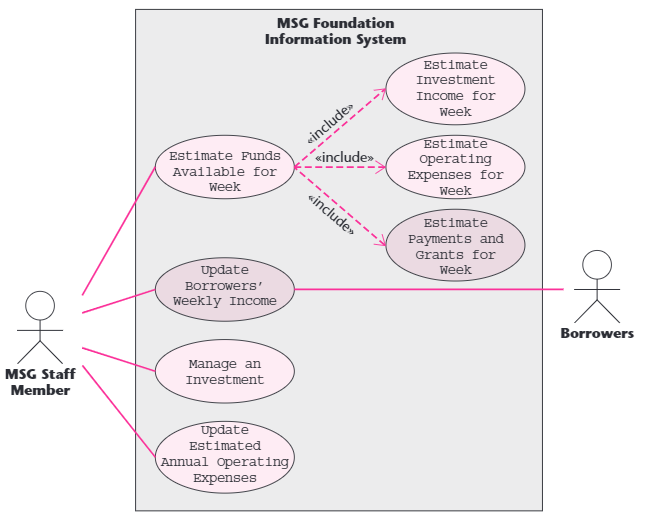 MSG Foundation
Information System
Estimate
Investment
Income for
Week
«include»
Estimate Funds
Available for
Week
«include»
Estimate
Operating
Expenses for
Week
«include»
Estimate
Payments and
Grants for
Week
Update
Borrowers’
Weekly Income
Borrowers
MSG Staff
Member
Manage an
Investment
Update
Estimated
Annual Operating
Expenses